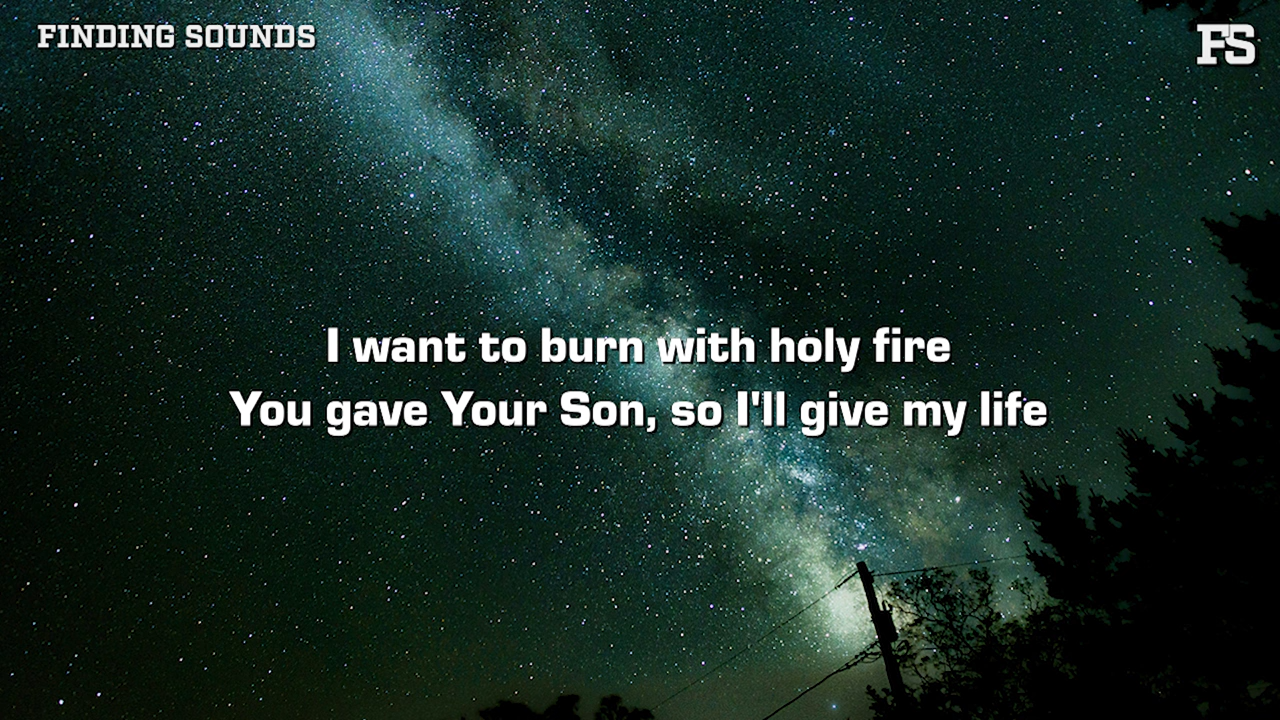 FINDING SOUNDS
FS
I want to burn with holy fire
You gave Your Son, so I'll give my life